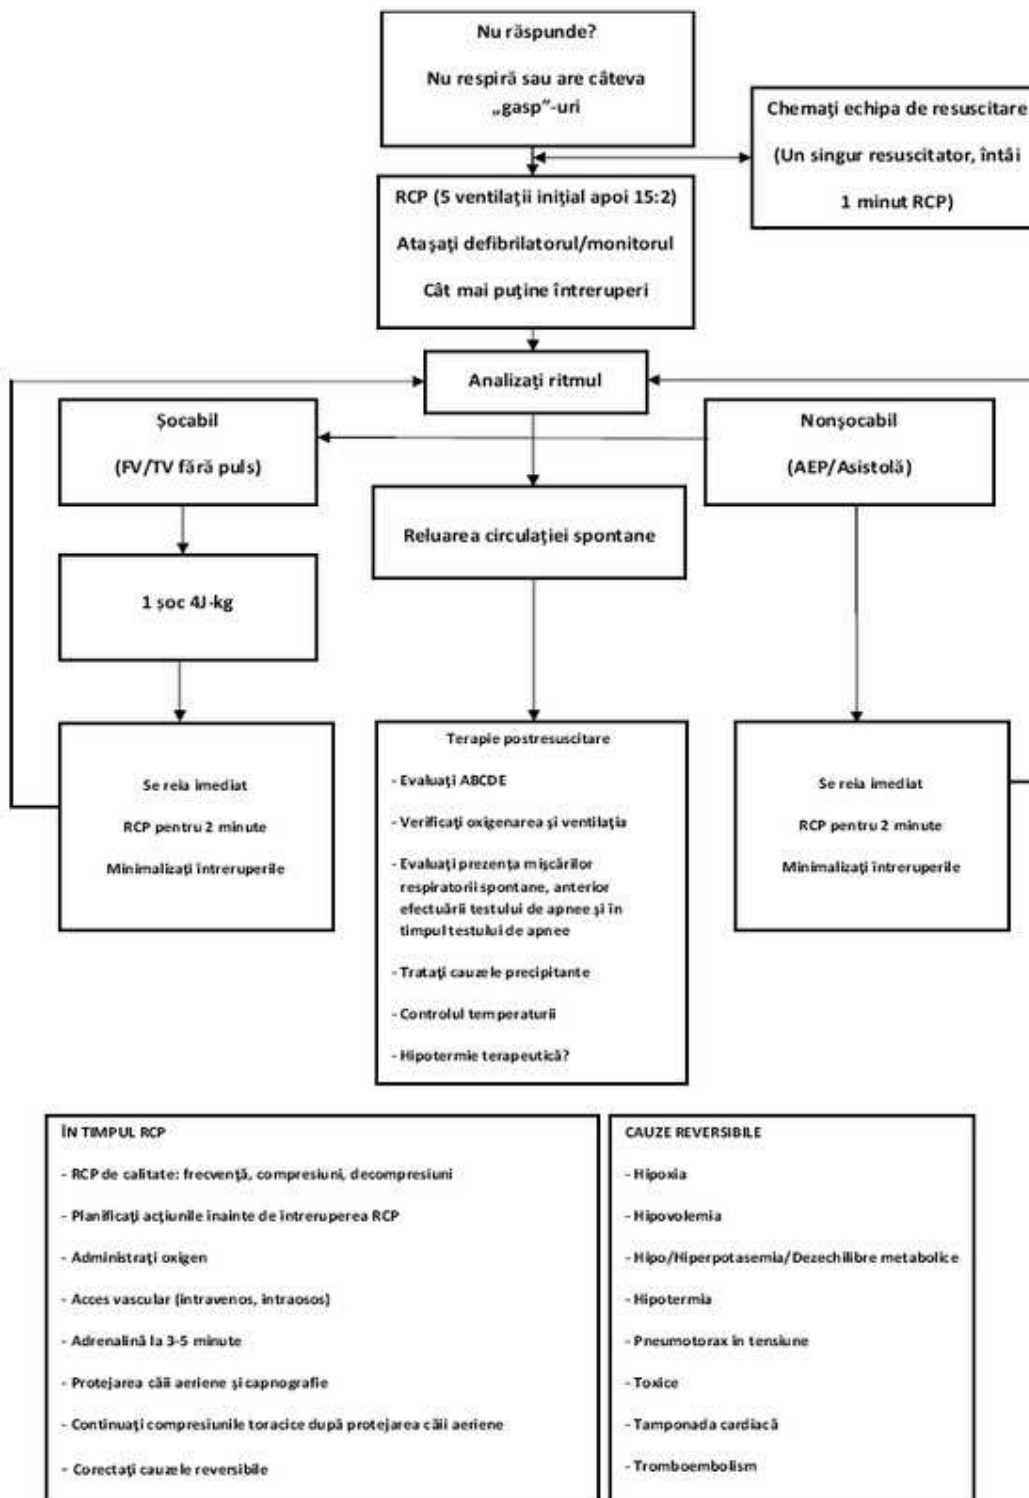 Nu răspunde?
Nu respiră sau are câteva
„gasp”-uri
Chemați echipa de resuscitare
(Un singur resuscitator, întâi
1 minut RCP)
RCP (5 ventilații inițial apoi 15:2)
Atașați defibrilatorul/monitorul
Cât mai puține întreruperi
Analizați ritmul
Șocabil
(FV/TV fără puls)
Nonșocabil
(AEP/Asistolă)
Reluarea circulației spontane
1 șoc 4J-kg
Se reia imediat
RCP pentru 2 minute
Minimalizați întreruperile
Terapie postresuscitare
- Evaluați ABCDE
- Verificați oxigenarea și ventilația
- Evaluați prezența mișcărilor
respiratorii spontane, anterior
efectuării testului de apnee și în
timpul testului de apnee
- Tratați cauzele precipitante
- Controlul temperaturii
- Hipotermie terapeutică?
Se reia imediat
RCP pentru 2 minute
Minimalizați întreruperile
ÎN TIMPUL RCP
- RCP de calitate: frecvență, compresiuni, decompresiuni
- Planificați acțiunile înainte de întreruperea RCP
- Administrați oxigen
- Acces vascular (intravenos, intraosos)
- Adrenalină la 3-5 minute
- Protejarea căii aeriene și capnografie
- Continuați compresiunile toracice după protejarea căii aeriene
- Corectați cauzele reversibile
CAUZE REVERSIBILE
- Hipoxia
- Hipovolemia
- Hipo/Hiperpotasemia/Dezechilibre metabolice
- Hipotermia
- Pneumotorax în tensiune
- Toxice
- Tamponada cardiacă
- Tromboembolism